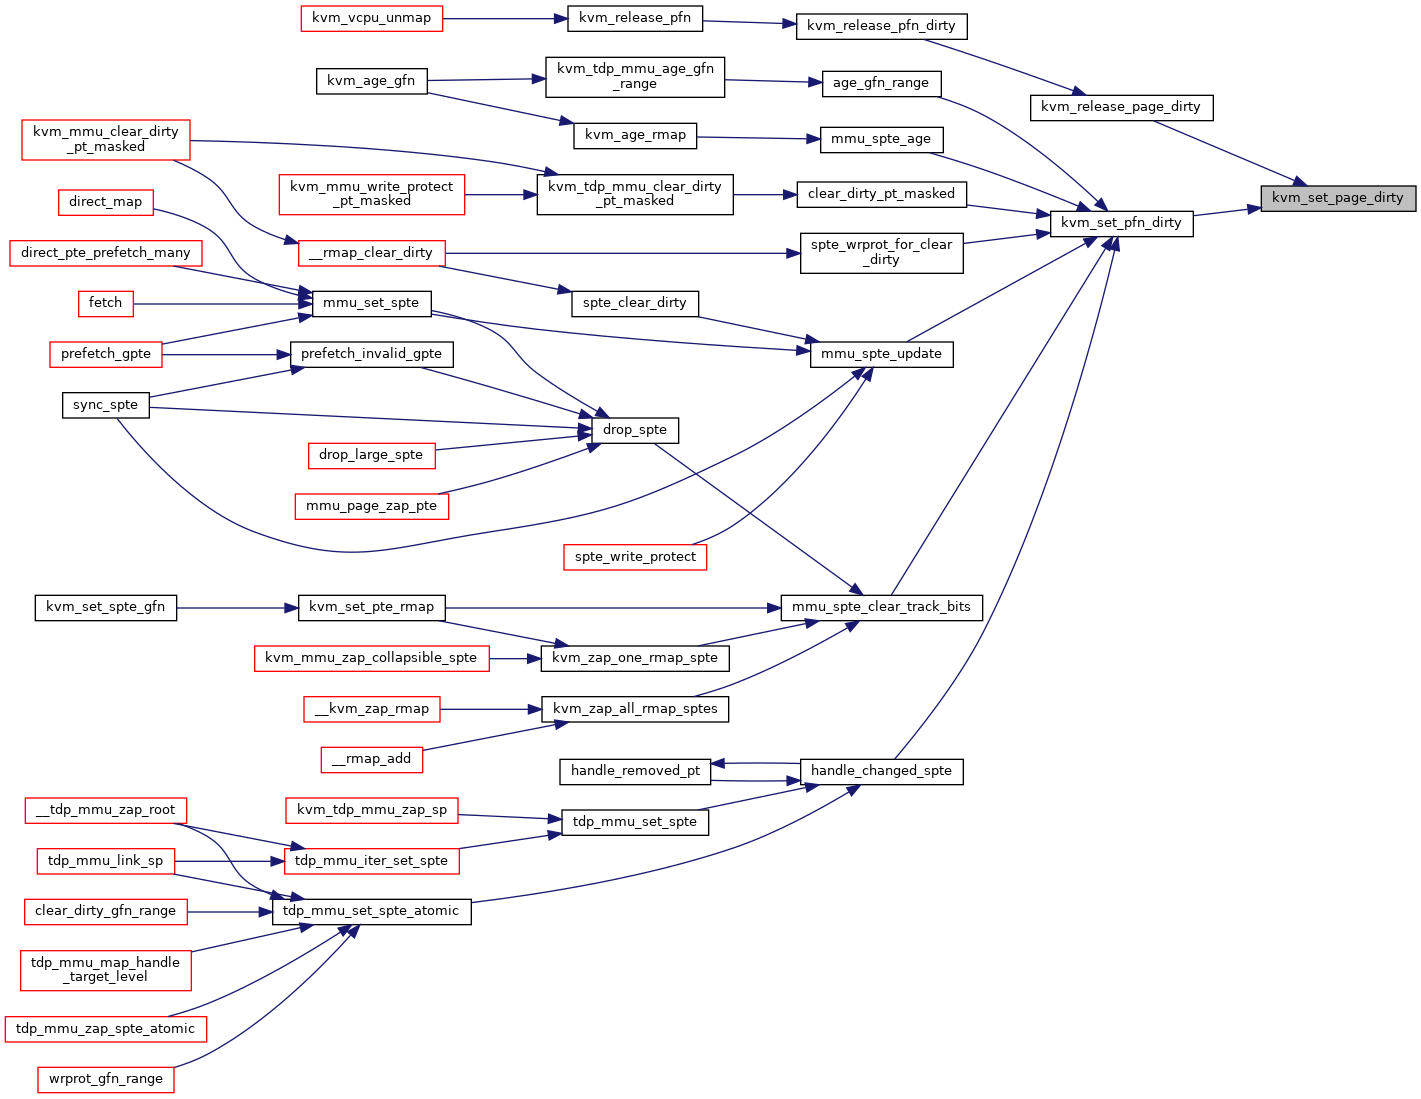 kvm_vcpu_unmap
kvm_release_pfn
kvm_release_pfn_dirty
kvm_age_gfn
kvm_tdp_mmu_age_gfn
_range
age_gfn_range
kvm_release_page_dirty
kvm_mmu_clear_dirty
_pt_masked
kvm_age_rmap
mmu_spte_age
direct_map
kvm_mmu_write_protect
_pt_masked
kvm_tdp_mmu_clear_dirty
_pt_masked
clear_dirty_pt_masked
kvm_set_page_dirty
kvm_set_pfn_dirty
direct_pte_prefetch_many
__rmap_clear_dirty
spte_wrprot_for_clear
_dirty
fetch
mmu_set_spte
spte_clear_dirty
prefetch_gpte
prefetch_invalid_gpte
mmu_spte_update
sync_spte
drop_spte
drop_large_spte
mmu_page_zap_pte
spte_write_protect
kvm_set_spte_gfn
kvm_set_pte_rmap
mmu_spte_clear_track_bits
kvm_mmu_zap_collapsible_spte
kvm_zap_one_rmap_spte
__kvm_zap_rmap
kvm_zap_all_rmap_sptes
__rmap_add
handle_removed_pt
handle_changed_spte
__tdp_mmu_zap_root
kvm_tdp_mmu_zap_sp
tdp_mmu_set_spte
tdp_mmu_link_sp
tdp_mmu_iter_set_spte
clear_dirty_gfn_range
tdp_mmu_set_spte_atomic
tdp_mmu_map_handle
_target_level
tdp_mmu_zap_spte_atomic
wrprot_gfn_range